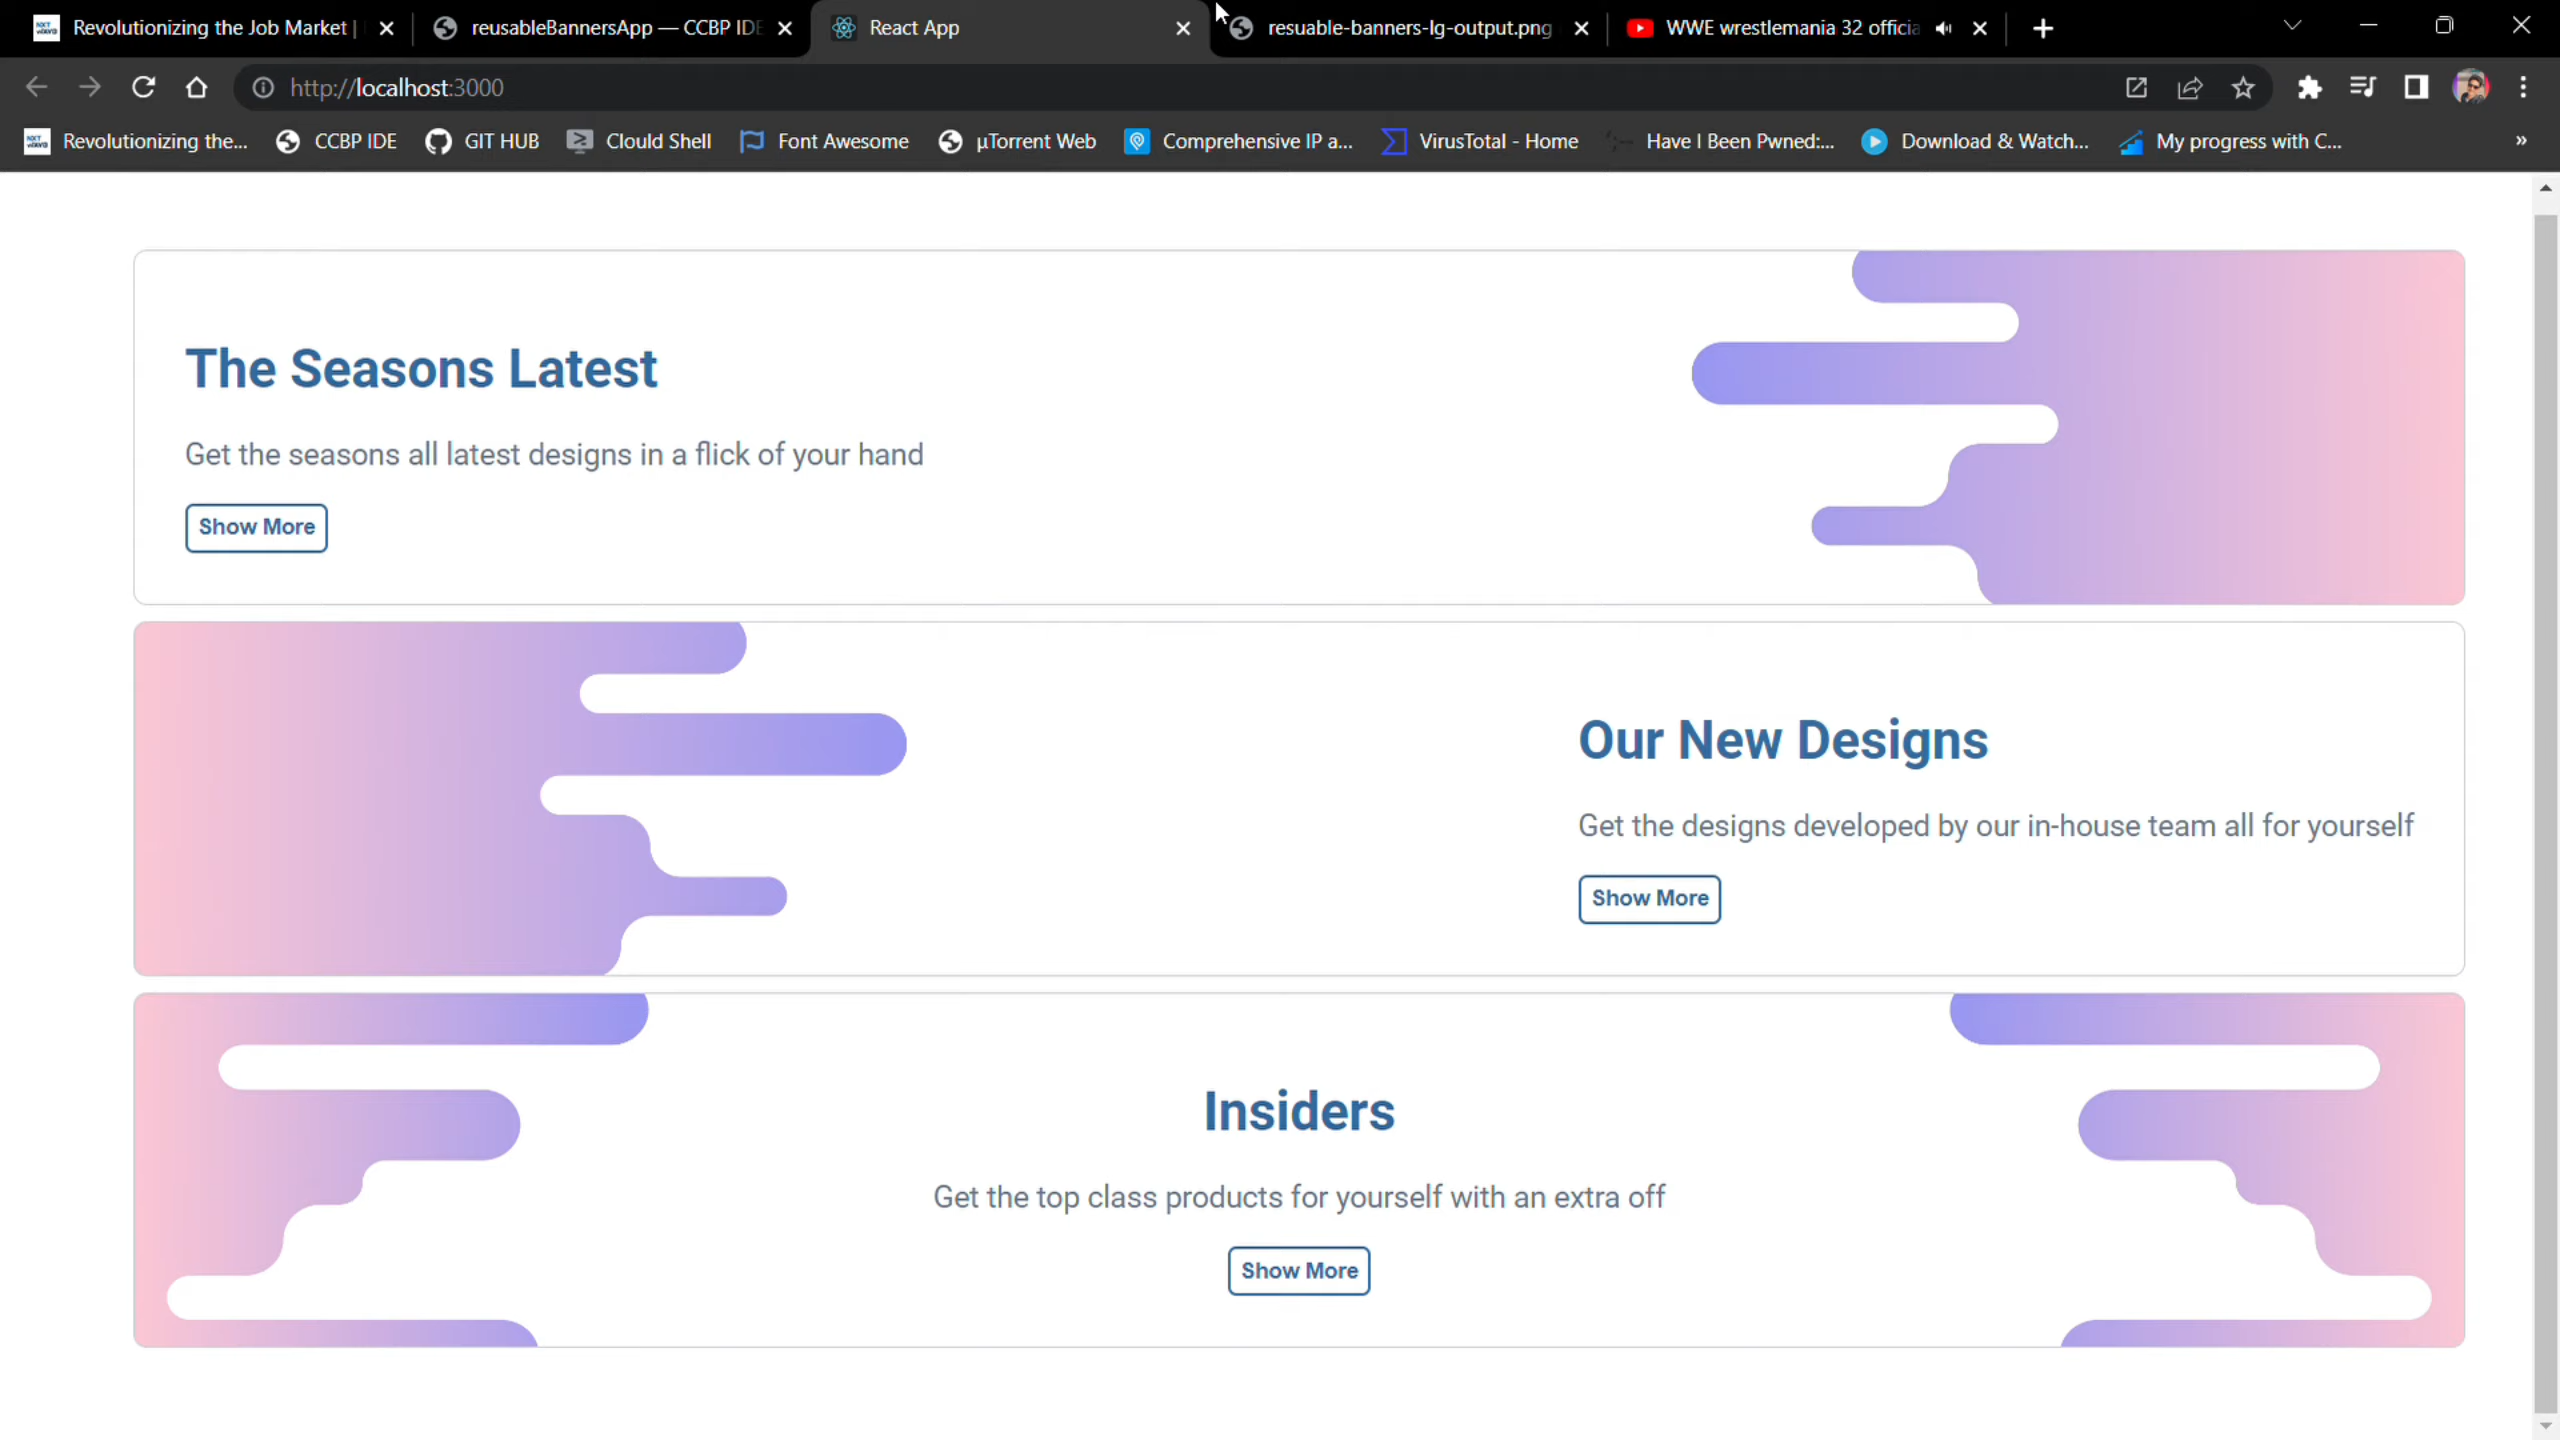 Revolutionizing the Job Market |
reusableBannersApp — CCBP IDE
React App
resuable-banners-lg-output.png
WWE wrestlemania 32 officia
http://localhost:3000
Revolutionizing the...
CCBP IDE
GIT HUB
Clould Shell
Font Awesome
µTorrent Web
Comprehensive IP a...
VirusTotal - Home
Have I Been Pwned:...
Download & Watch...
My progress with C...
»
The Seasons Latest
Get the seasons all latest designs in a flick of your hand
Show More
Our New Designs
Get the designs developed by our in-house team all for yourself
Show More
Insiders
Get the top class products for yourself with an extra off
Show More